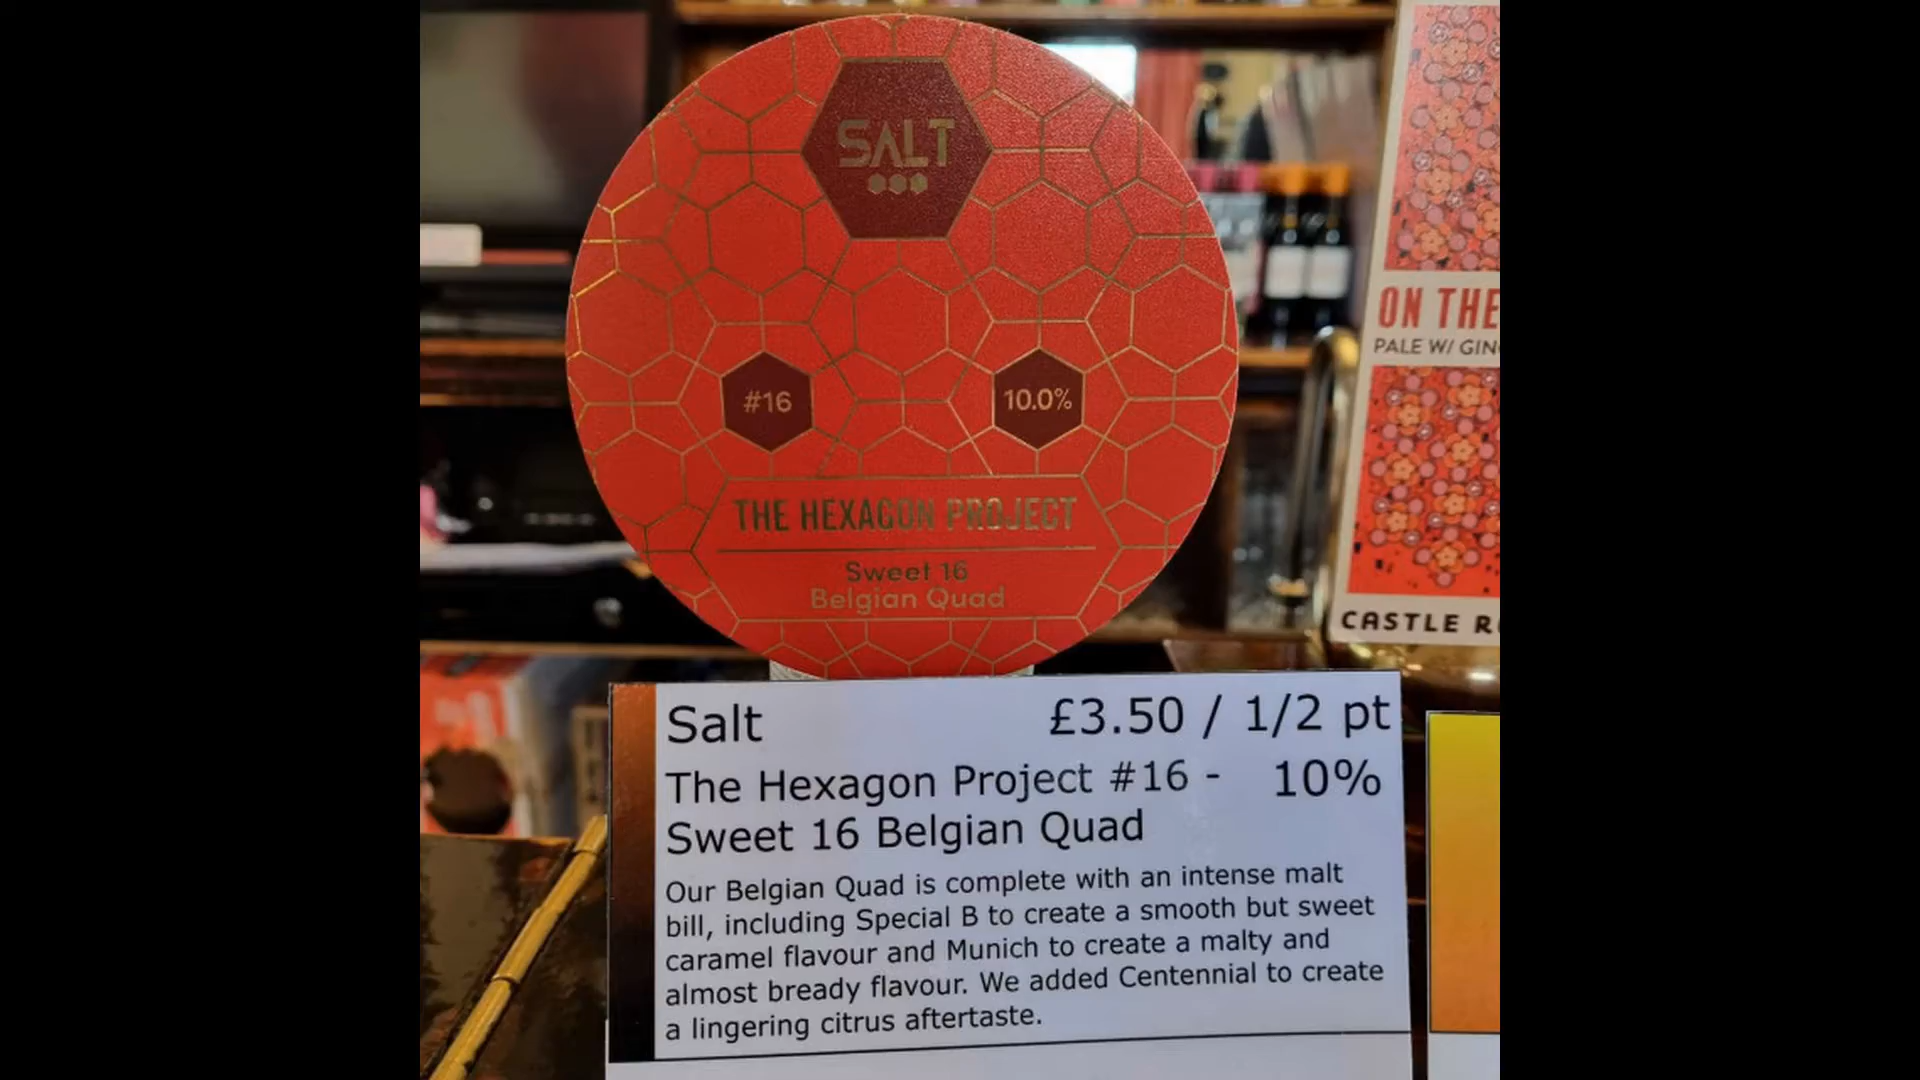 SALT
#16
10.0%
THE HEXAGON PROJECT
Sweet 16
Belgian Quad
ON THE
PALE W/
CASTLE
Salt
£3.50 / 1/2 pt
The Hexagon Project #16 -
10%
Sweet 16 Belgian Quad
Our Belgian Quad is complete with an intense malt
bill, including Special B to create a smooth but sweet
caramel flavour and Munich to create a malty and
almost bready flavour. We added Centennial to create
a lingering citrus aftertaste.